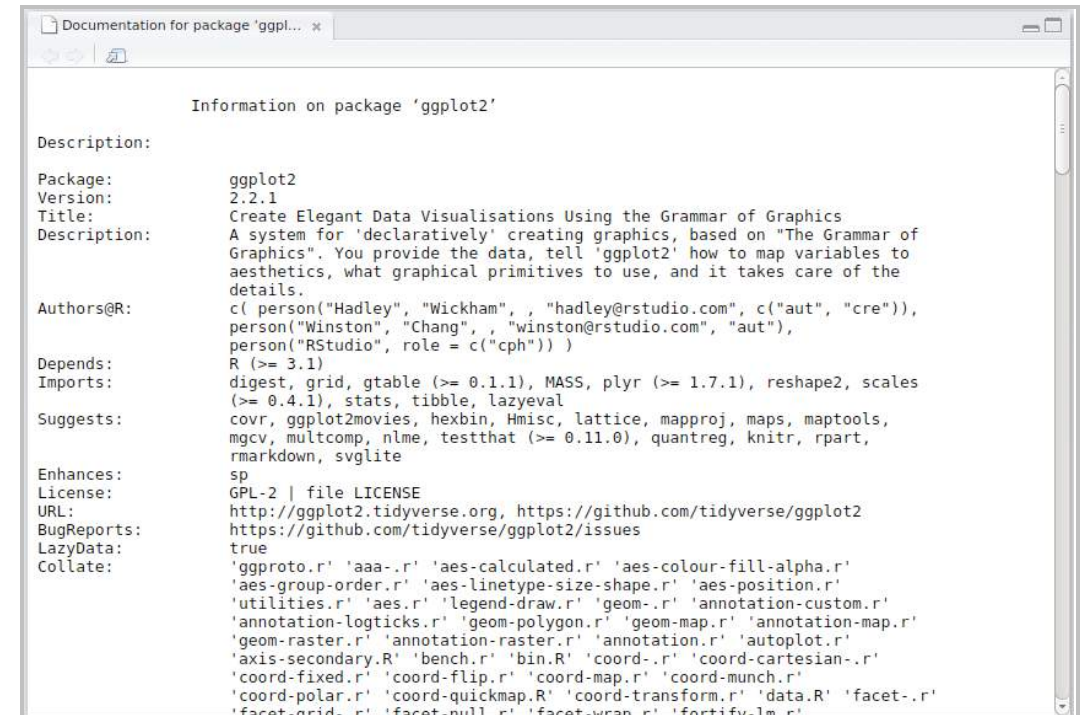 Documentation for package ‘ggpl...
Information on package ‘ggplot2’
Description:
Package: ggplot2
Version: 2.2.1
Title: Create Elegant Data Visualisations Using the Grammar of Graphics
Description: A system for 'declaratively' creating graphics, based on "The Grammar of
Graphics". You provide the data, tell 'ggplot2' how to map variables to
aesthetics, what graphical primitives to use, and it takes care of the
details.
Authors@R: c( person("Hadley", "Wickham", , "hadley@rstudio.com", c("aut", "cre")),
person("Winston", "Chang", , "winston@rstudio.com", "aut"),
person("RStudio", role = c("cph")) )
Depends: R (>= 3.1)
Imports: digest, grid, gtable (>= 0.1.1), MASS, plyr (>= 1.7.1), reshape2, scales
(>= 0.4.1), stats, tibble, lazyeval
Suggests: covr, ggplot2movies, hexbin, Hmisc, lattice, mapproj, maps, maptools,
mgcv, multcomp, nlme, testthat (>= 0.11.0), quantreg, knitr, rpart,
rmarkdown, svglite
Enhances: sp
License: GPL-2 | file LICENSE
URL: http://ggplot2.tidyverse.org, https://github.com/tidyverse/ggplot2
BugReports: https://github.com/tidyverse/ggplot2/issues
LazyData: true
Collate: 'ggproto.r' 'aaa-.r' 'aes-calculated.r' 'aes-colour-fill-alpha.r'
'aes-group-order.r' 'aes-linetype-size-shape.r' 'aes-position.r'
'utilities.r' 'aes.r' 'legend-draw.r' 'geom-.r' 'annotation-custom.r'
'annotation-logticks.r' 'geom-polygon.r' 'geom-map.r' 'annotation-map.r'
'geom-raster.r' 'annotation-raster.r' 'annotation.r' 'autoplot.r'
'axis-secondary.R' 'bench.r' 'bin.R' 'coord-.r' 'coord-cartesian-.r'
'coord-fixed.r' 'coord-flip.r' 'coord-map.r' 'coord-munch.r'
'coord-polar.r' 'coord-quickmap.R' 'coord-transform.r' 'data.R' 'facet-.r'
'facet-grid-.r' 'facet-null.r' 'facet-wrap.r' 'fortify-lm.r'